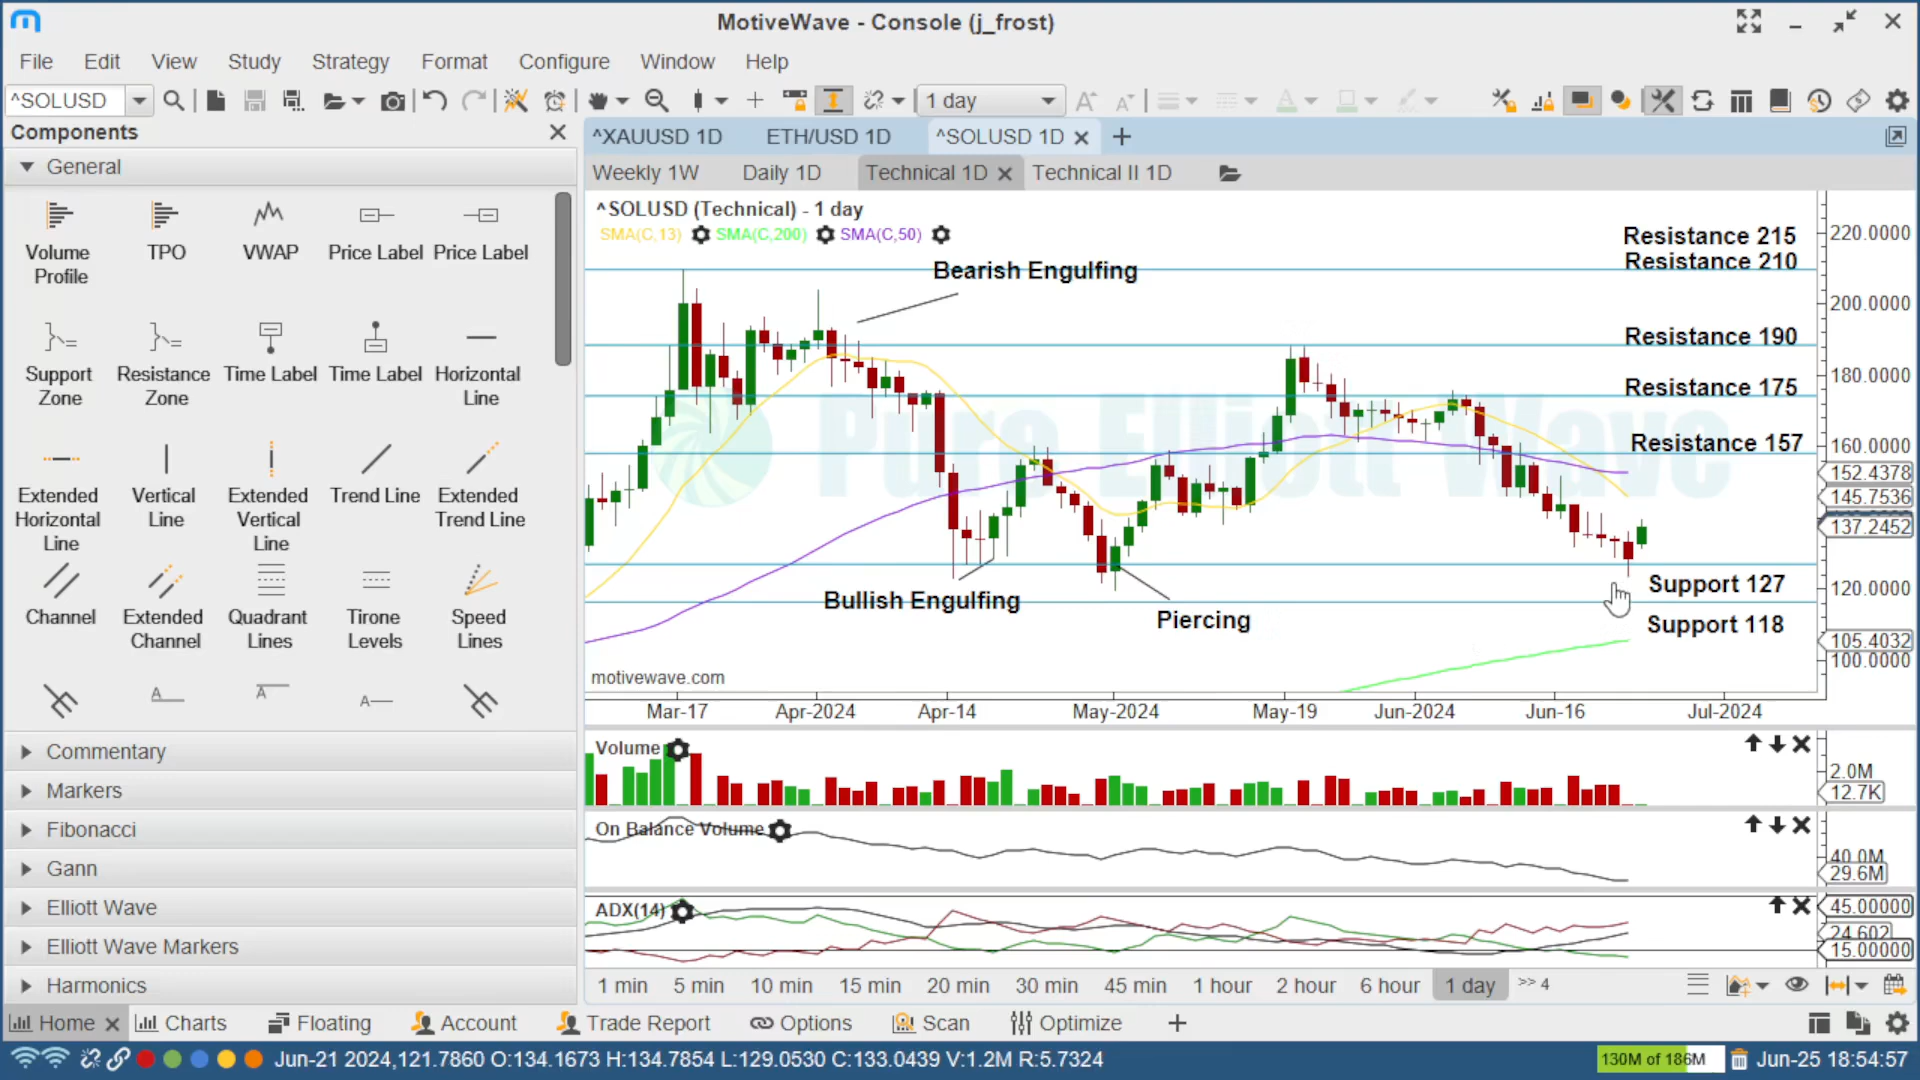 MotiveWave - Console (j_frost)
File Edit View Study Strategy Format Configure Window Help
^SOLUSD
1 day
Components
General
Volume Profile
TPO
VWAP
Price Label
Price Label
Support Zone
Resistance Zone
Time Label
Time Label
Horizontal Line
Extended Horizontal Line
Vertical Line
Extended Vertical Line
Trend Line
Extended Trend Line
Channel
Extended Channel
Quadrant Lines
Tirone Levels
Speed Lines
Commentary
Markers
Fibonacci
Gann
Elliott Wave
Elliott Wave Markers
Harmonics
^XAUUSD 1D
ETH/USD 1D
^SOLUSD 1D
Weekly 1W
Daily 1D
Technical 1D
Technical II 1D
^SOLUSD (Technical) - 1 day
SMA(C,13) SMA(C,200) SMA(C,50)
Bearish Engulfing
Bullish Engulfing
Piercing
Resistance 215
Resistance 210
Resistance 190
Resistance 175
Resistance 157
Support 127
Support 118
Pure Elliott Wave
motivewave.com
220.0000
200.0000
180.0000
160.0000
152.4378
145.7536
137.2452
120.0000
105.4032
100.0000
Mar-17 Apr-2024 Apr-14 May-2024 May-19 Jun-2024 Jun-16 Jul-2024
Volume
2.0M
12.7K
On Balance Volume
40.0M
29.6M
ADX(14)
45.00000
24.602
15.00000
1 min 5 min 10 min 15 min 20 min 30 min 45 min 1 hour 2 hour 6 hour 1 day >> 4
Home Charts Floating Account Trade Report Options Scan Optimize
Jun-21 2024,121.7860 O:134.1673 H:134.7854 L:129.0530 C:133.0439 V:1.2M R:5.7324
130M of 186M
Jun-25 18:54:57